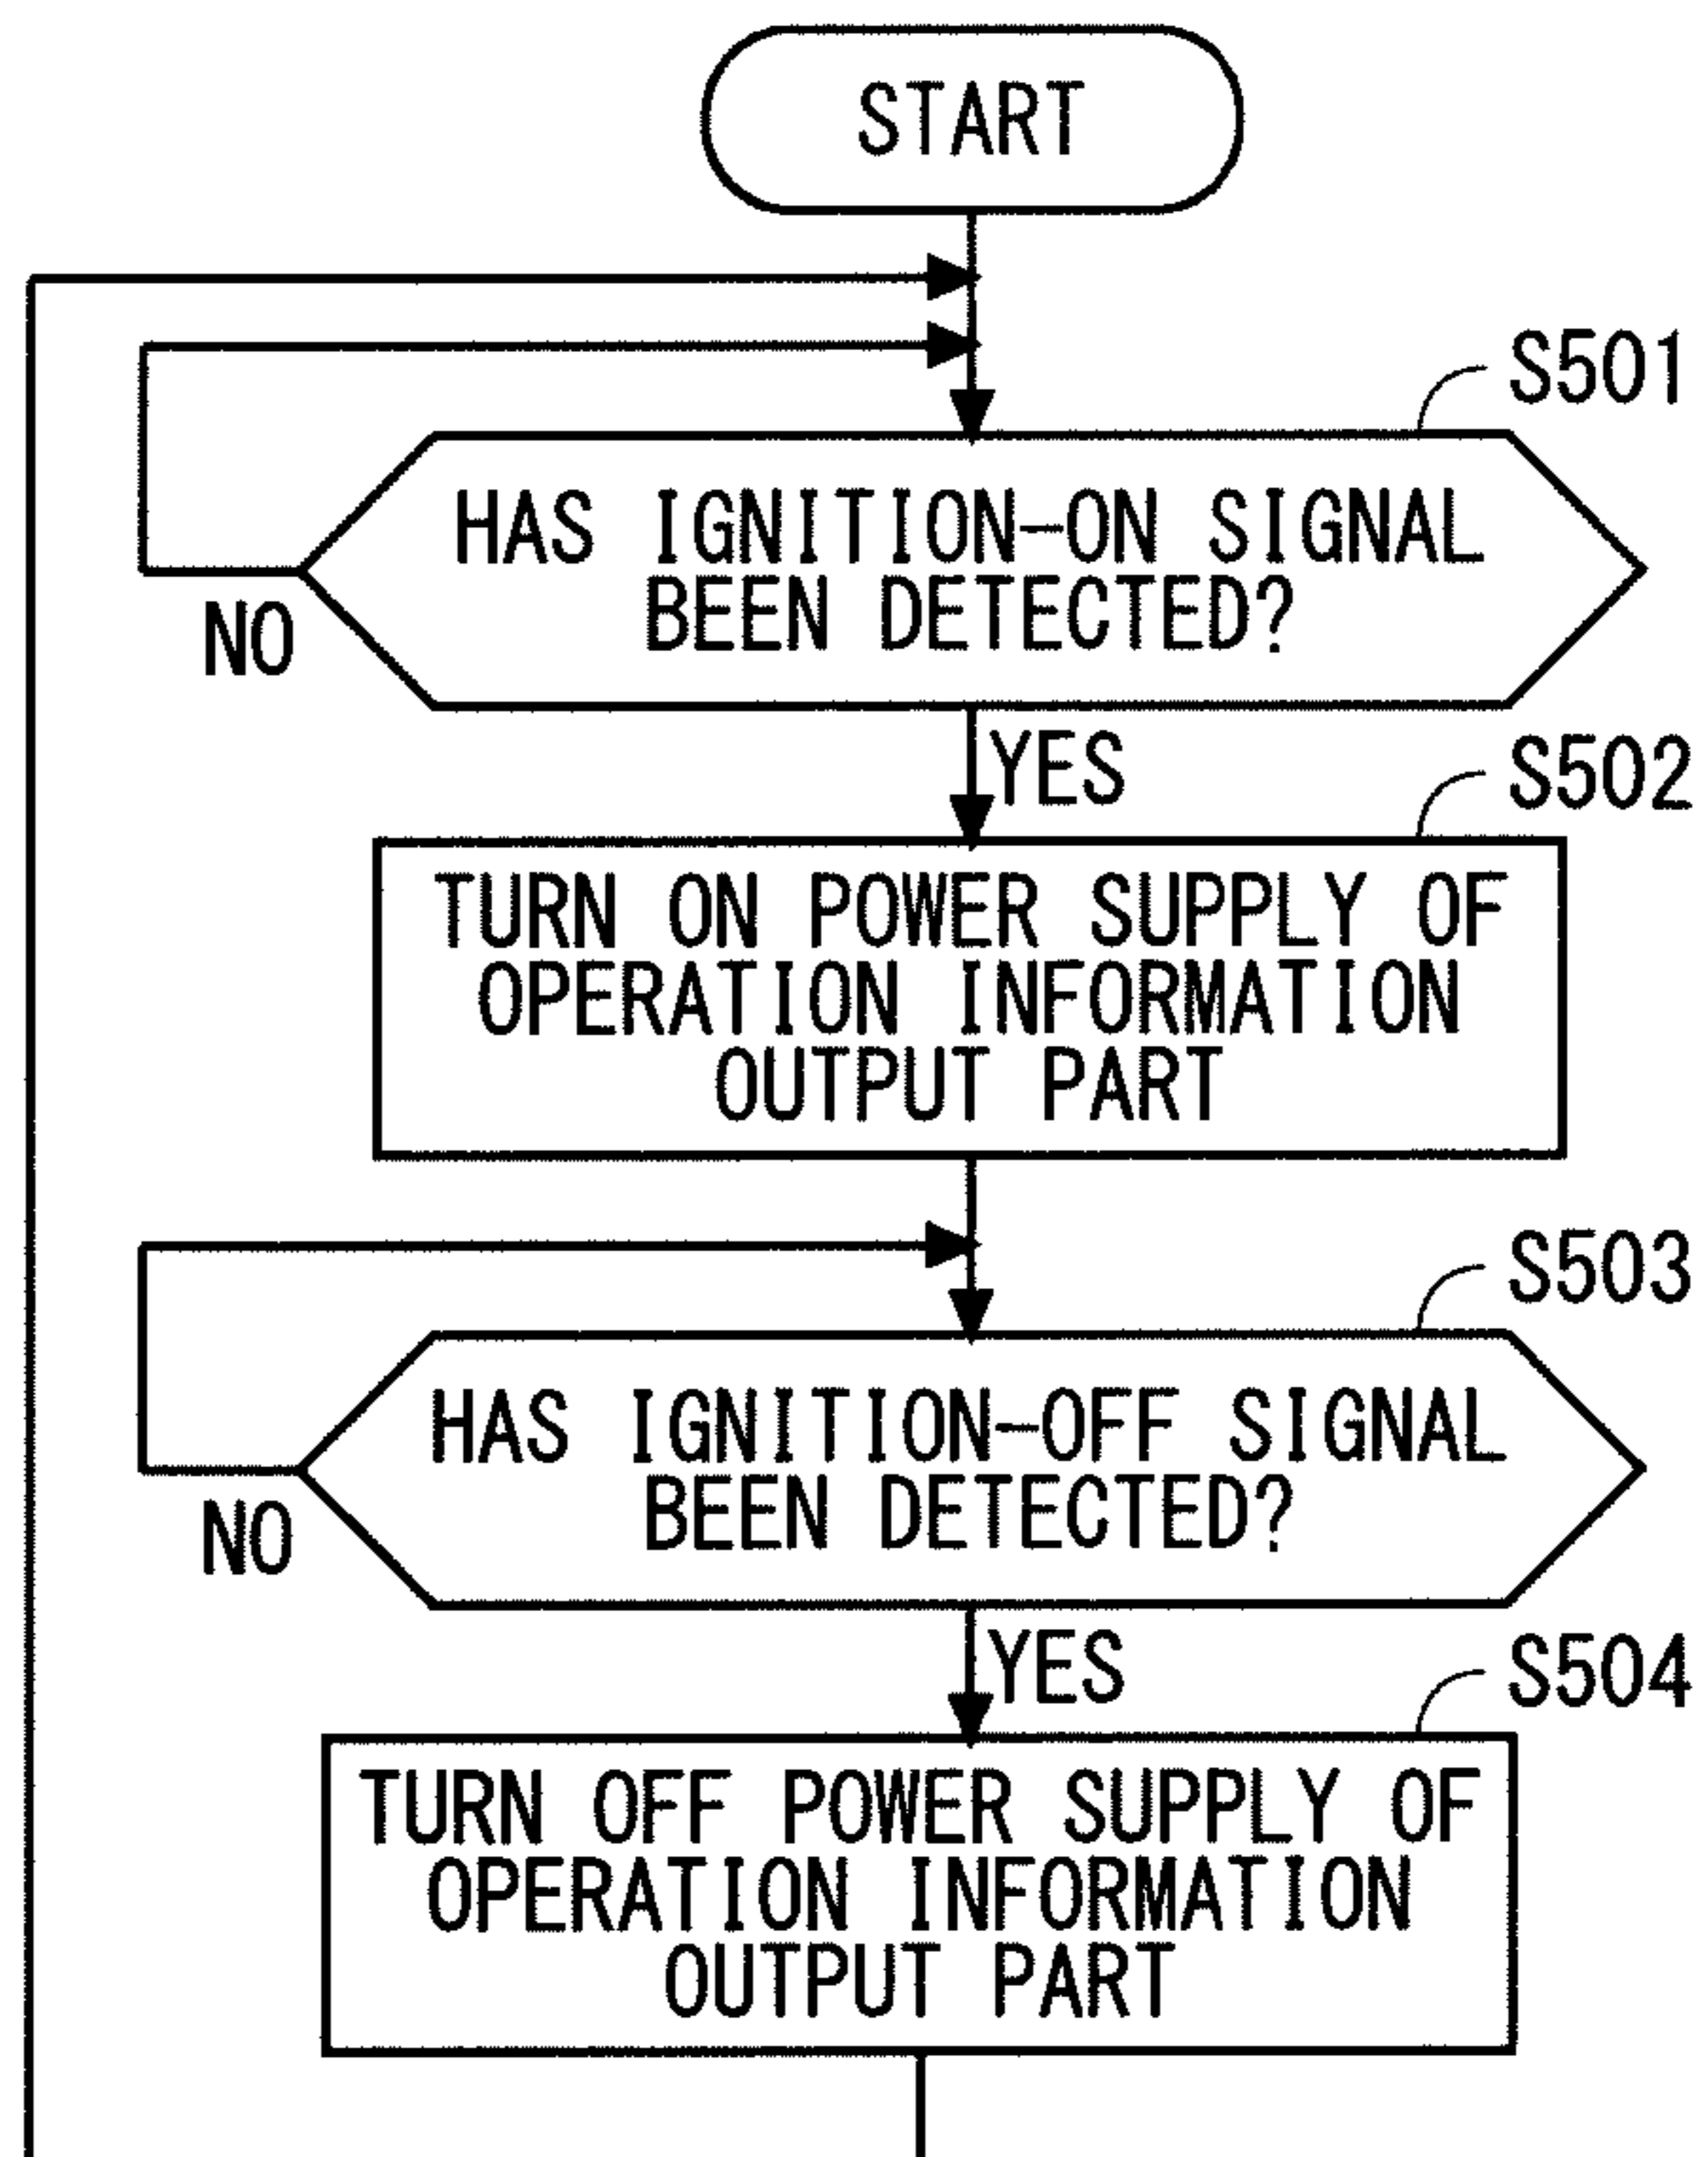 START
S501
HAS IGNITION-ON SIGNAL
BEEN DETECTED?
NO
YES
S502
TURN ON POWER SUPPLY OF
OPERATION INFORMATION
OUTPUT PART
S503
HAS IGNITION-OFF SIGNAL
BEEN DETECTED?
NO
YES
S504
TURN OFF POWER SUPPLY OF
OPERATION INFORMATION
OUTPUT PART